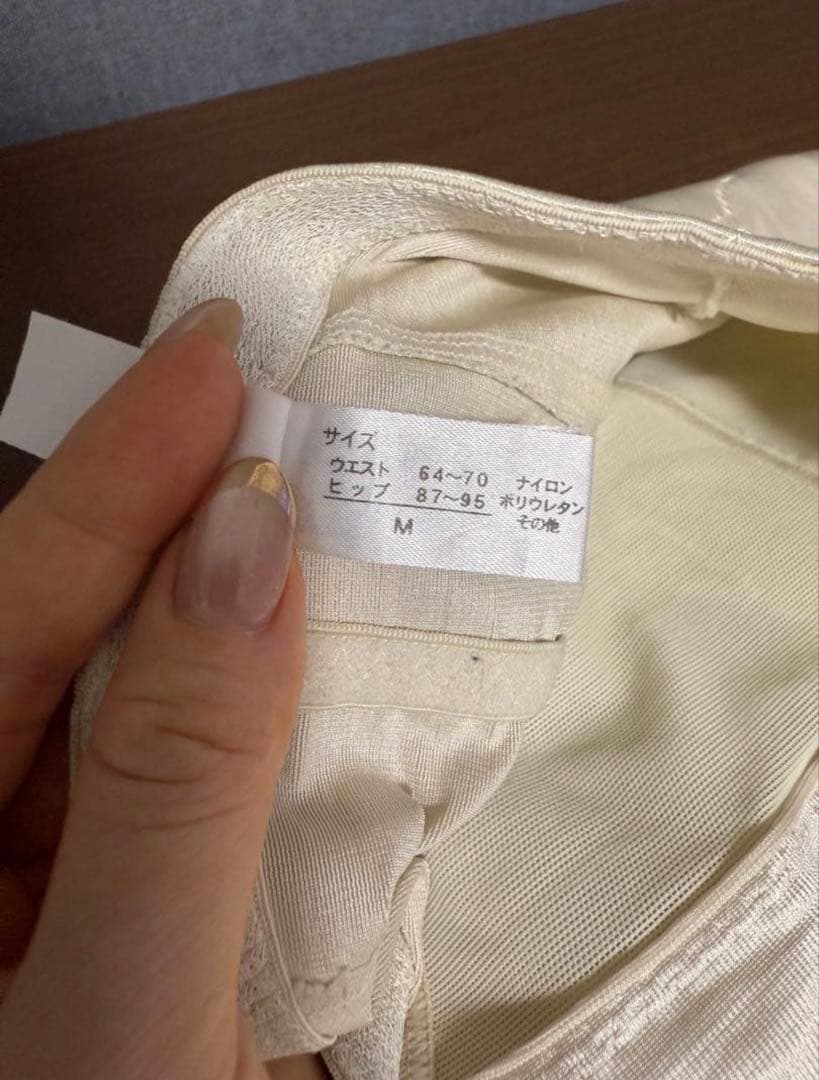 サイズ
ウエスト 64～70
ヒップ 87～95
M
ナイロン
ポリウレタン
その他